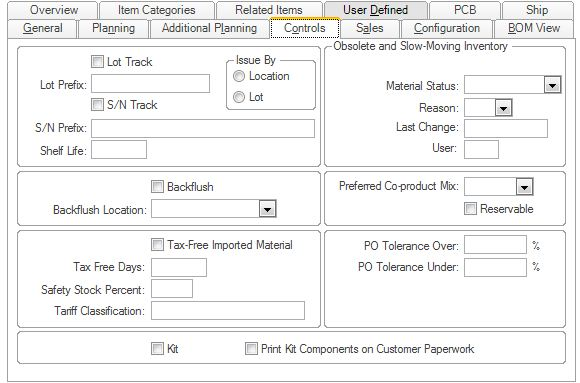 Overview Item Categories Related Items User Defined PCB Ship
General Planning Additional Planning Controls Sales Configuration BOM View
Lot Track
Lot Prefix:
S/N Track
S/N Prefix:
Shelf Life:
Issue By
Location
Lot
Obsolete and Slow-Moving Inventory
Material Status:
Reason:
Last Change:
User:
Backflush
Backflush Location:
Preferred Co-product Mix:
Reservable
Tax-Free Imported Material
Tax Free Days:
Safety Stock Percent:
Tariff Classification:
PO Tolerance Over: %
PO Tolerance Under: %
Kit Print Kit Components on Customer Paperwork